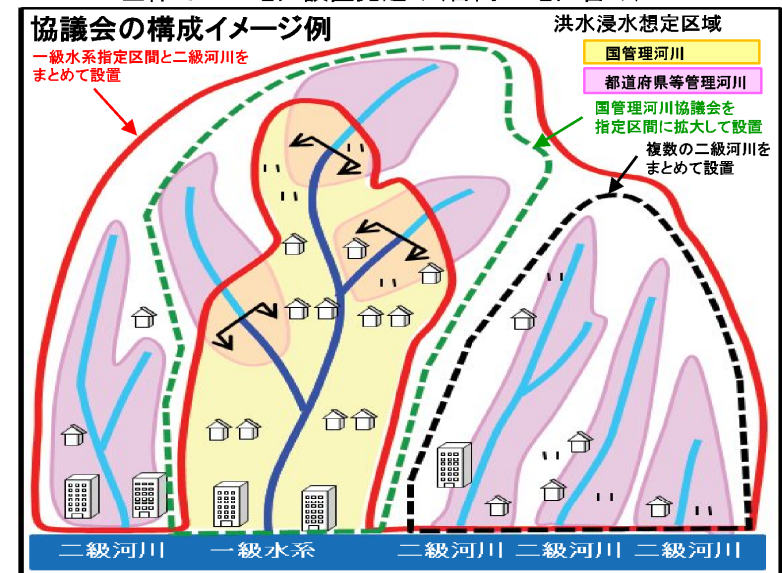 協議会の構成イメージ例
一級水系指定区間と二級河川を
まとめて設置
洪水浸水想定区域
国管理河川
都道府県等管理河川
国管理河川協議会を
指定区間に拡大して設置
複数の二級河川を
まとめて設置
二級河川 一級水系 二級河川 二級河川 二級河川